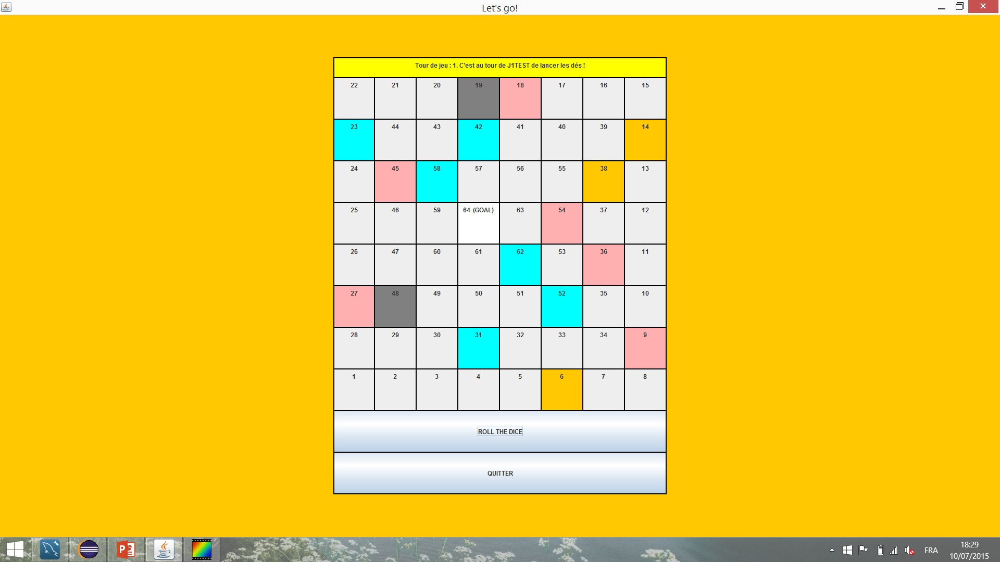 Let's go!
Tour de jeu : 1. C'est au tour de J1TEST de lancer les dés !
22 21 20 19 18 17 16 15
23 44 43 42 41 40 39 14
24 45 58 57 56 55 38 13
25 46 59 64 (GOAL) 63 54 37 12
26 47 60 61 62 53 36 11
27 48 49 50 51 52 35 10
28 29 30 31 32 33 34 9
1 2 3 4 5 6 7 8
ROLL THE DICE
QUITTER
P
FRA
18:29
10/07/2015